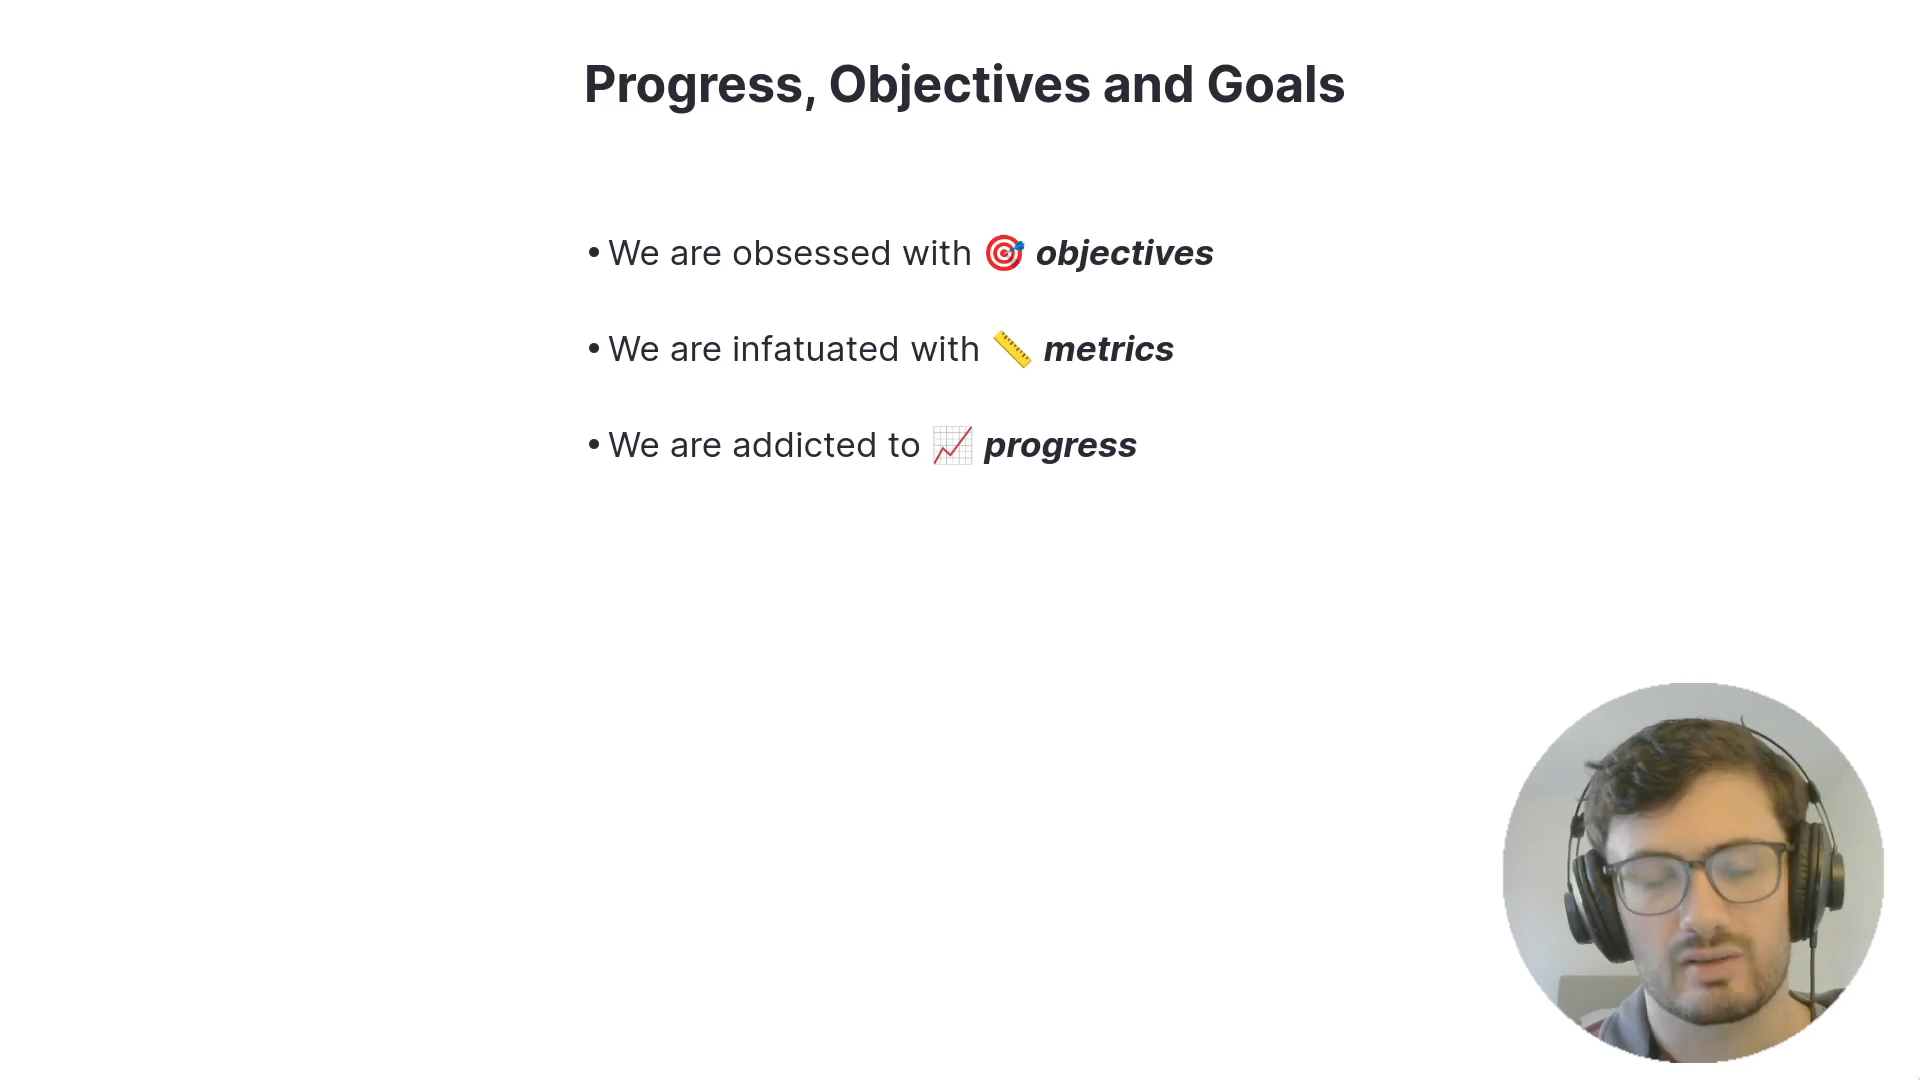 Progress, Objectives and Goals
• We are obsessed with 🎯 objectives
• We are infatuated with 📏 metrics
• We are addicted to 📈 progress